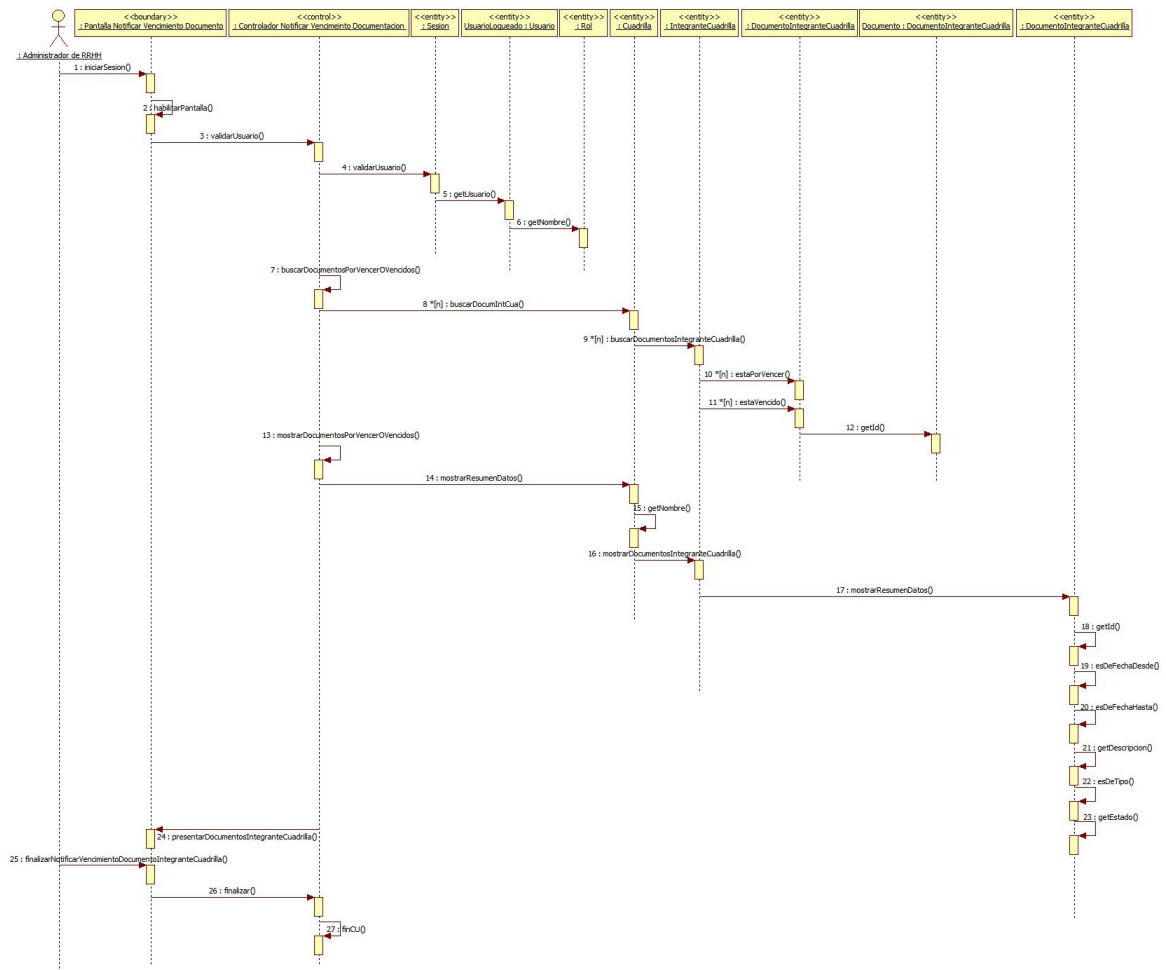 <<boundary>>
: Pantalla Notificar Vencimiento Documento
<<control>>
: Controlador Notificar Vencimeinto Documentacion
<<entity>>
: Sesion
<<entity>>
UsuarioLogueado : Usuario
<<entity>>
: Rol
<<entity>>
: Cuadrilla
<<entity>>
: IntegranteCuadrilla
<<entity>>
: DocumentoIntegranteCuadrilla
<<entity>>
Documento : DocumentoIntegranteCuadrilla
<<entity>>
: DocumentoIntegranteCuadrilla
: Administrador de RRHH
1 : iniciarSesion()
2 : habilitarPantalla()
3 : validarUsuario()
4 : validarUsuario()
5 : getUsuario()
6 : getNombre()
7 : buscarDocumentosPorVencerOVencidos()
8 *[n] : buscarDocumIntCua()
9 *[n] : buscarDocumentosIntegranteCuadrilla()
10 *[n] : estaPorVencer()
11 *[n] : estaVencido()
12 : getId()
13 : mostrarDocumentosPorVencerOVencidos()
14 : mostrarResumenDatos()
15 : getNombre()
16 : mostrarDocumentosIntegranteCuadrilla()
17 : mostrarResumenDatos()
18 : getId()
19 : esDeFechaDesde()
20 : esDeFechaHasta()
21 : getDescripcion()
22 : esDeTipo()
23 : getEstado()
24 : presentarDocumentosIntegranteCuadrilla()
25 : finalizarNotificarVencimientoDocumentoIntegranteCuadrilla()
26 : finalizar()
27 : finCU()